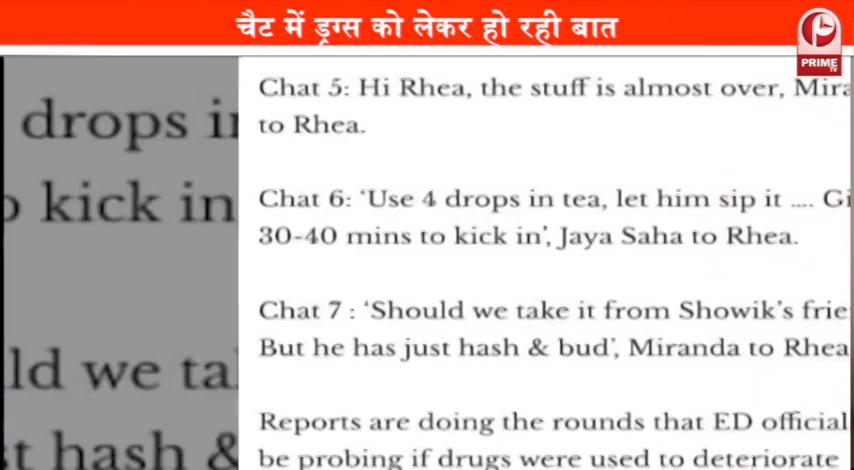 चैट में ड्रग्स को लेकर हो रही बात
PRIME
TV
drops in
kick in
ld we ta
st hash &
Chat 5: Hi Rhea, the stuff is almost over,
to Rhea.
Chat 6: ‘Use 4 drops in tea, let him sip it ....
30-40 mins to kick in’, Jaya Saha to Rhea.
Chat 7 : ‘Should we take it from Showik’s
But he has just hash & bud’, Miranda to Rhea
Reports are doing the rounds that ED official
be probing if drugs were used to deteriorate